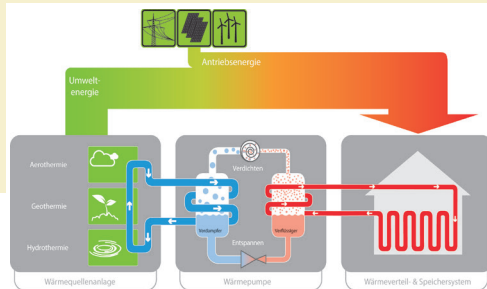 Antriebsenergie
Umwelt-
energie
Aerothermie
Geothermie
Hydrothermie
Verdichten
Verdampfer
Verflüssiger
Entspannen
Wärmequellenanlage
Wärmepumpe
Wärmeverteil- & Speichersystem